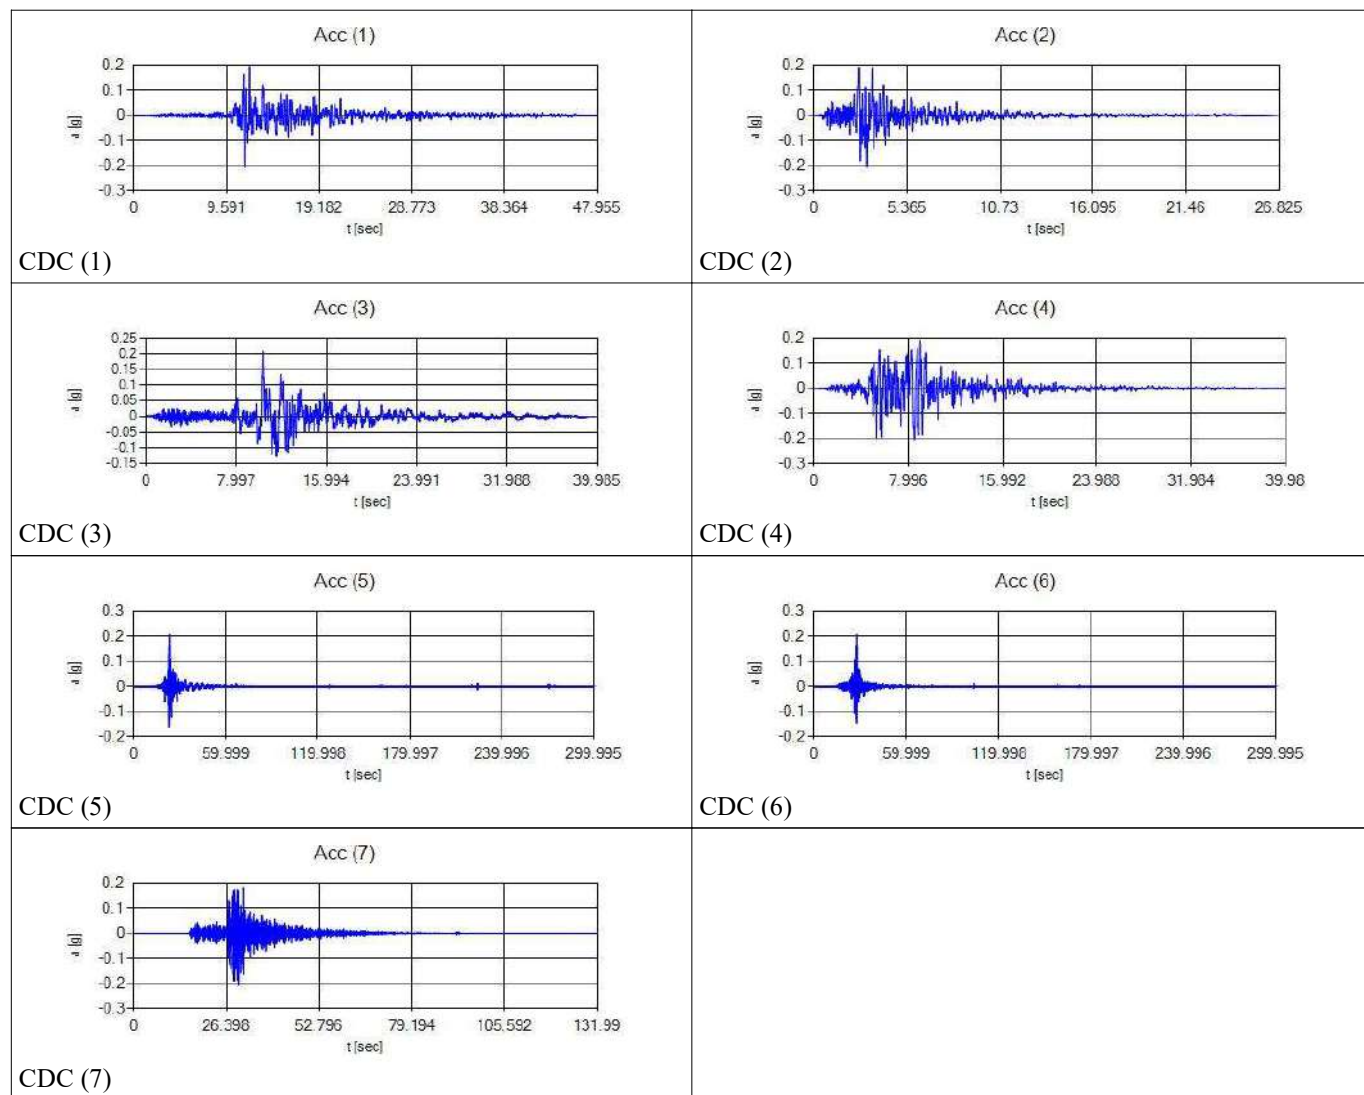 Acc (1)
0.2
0.1
0
-0.1
-0.2
-0.3
a [g]
0 9.591 19.182 28.773 38.364 47.955
t [sec]
CDC (1)
Acc (2)
0.2
0.1
0
-0.1
-0.2
-0.3
a [g]
0 5.365 10.73 16.095 21.46 26.825
t [sec]
CDC (2)
Acc (3)
0.25
0.2
0.15
0.1
0.05
0
-0.05
-0.1
-0.15
a [g]
0 7.997 15.994 23.991 31.988 39.985
t [sec]
CDC (3)
Acc (4)
0.2
0.1
0
-0.1
-0.2
-0.3
a [g]
0 7.996 15.992 23.988 31.984 39.98
t [sec]
CDC (4)
Acc (5)
0.3
0.2
0.1
0
-0.1
-0.2
a [g]
0 59.999 119.998 179.997 239.996 299.995
t [sec]
CDC (5)
Acc (6)
0.3
0.2
0.1
0
-0.1
-0.2
a [g]
0 59.999 119.998 179.997 239.996 299.995
t [sec]
CDC (6)
Acc (7)
0.2
0.1
0
-0.1
-0.2
-0.3
a [g]
0 26.398 52.796 79.194 105.592 131.99
t [sec]
CDC (7)